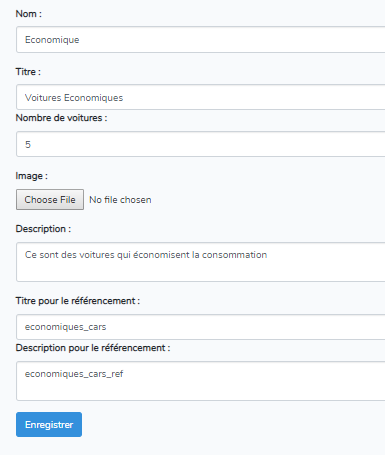 Nom :
Economique
Titre :
Voitures Economiques
Nombre de voitures :
5
Image :
Choose File No file chosen
Description :
Ce sont des voitures qui économisent la consommation
Titre pour le référencement :
economiques_cars
Description pour le référencement :
economiques_cars_ref
Enregistrer